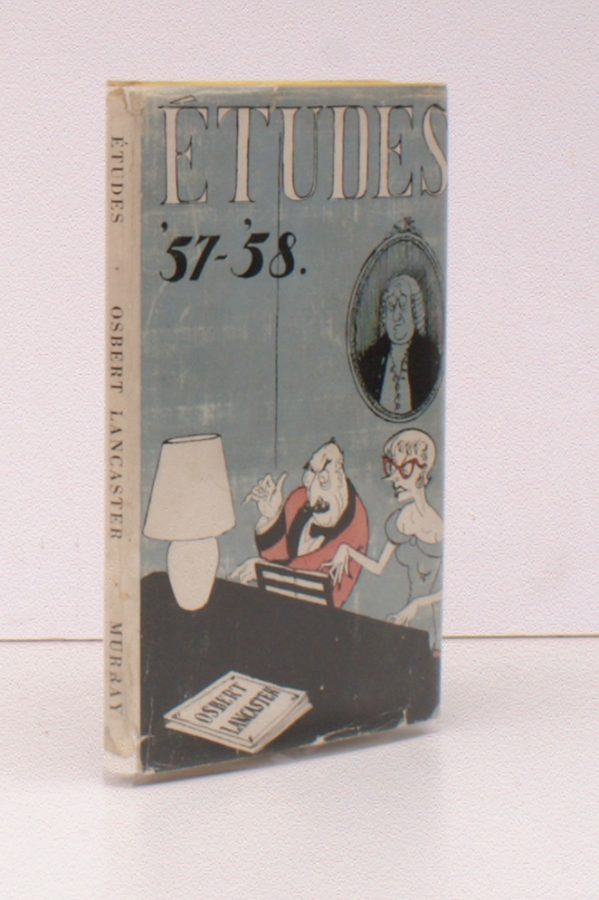 ÉTUDES
'57-'58.
OSBERT
LANCASTER
ÉTUDES · OSBERT LANCASTER · MURRAY